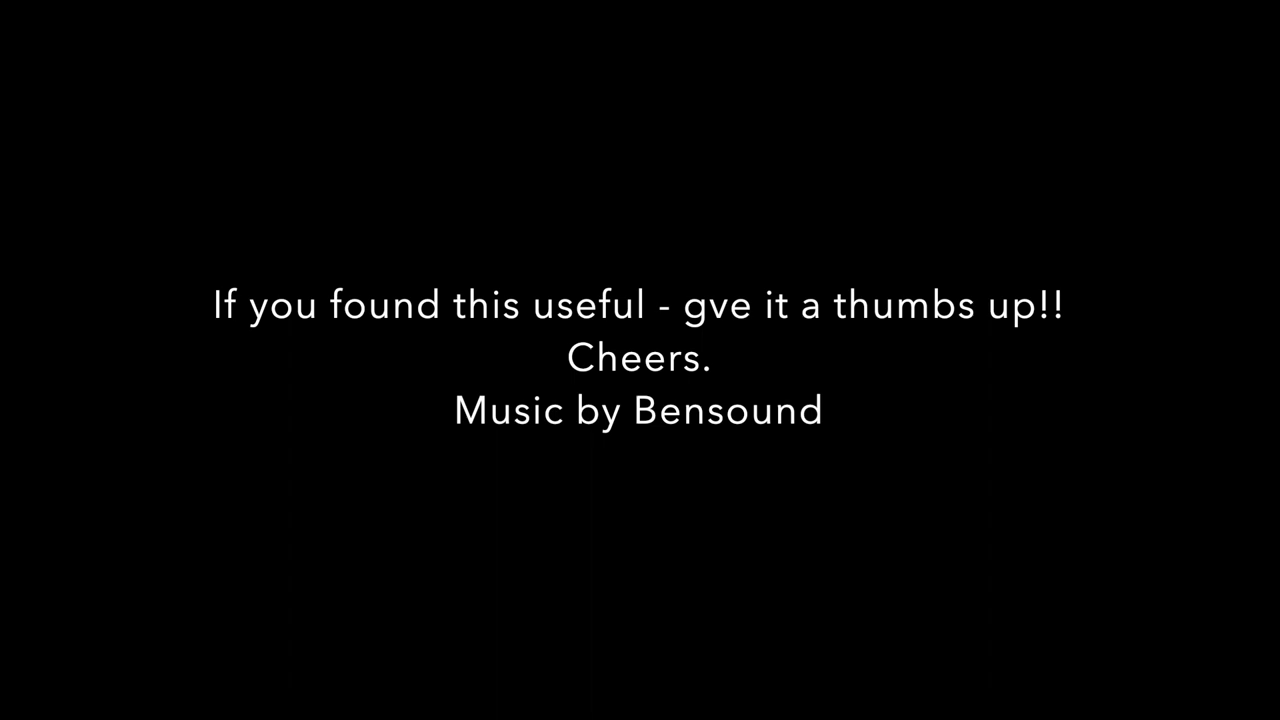 If you found this useful - gve it a thumbs up!!
Cheers.
Music by Bensound